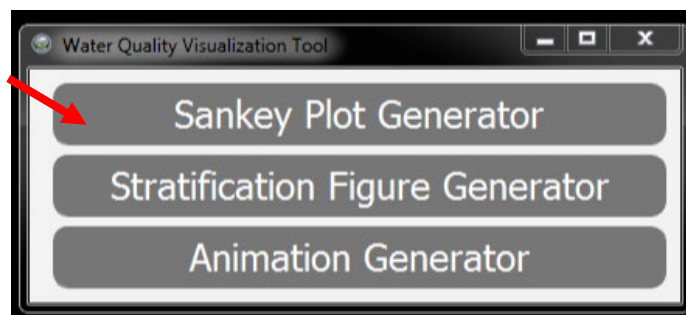 Water Quality Visualization Tool
Sankey Plot Generator
Stratification Figure Generator
Animation Generator